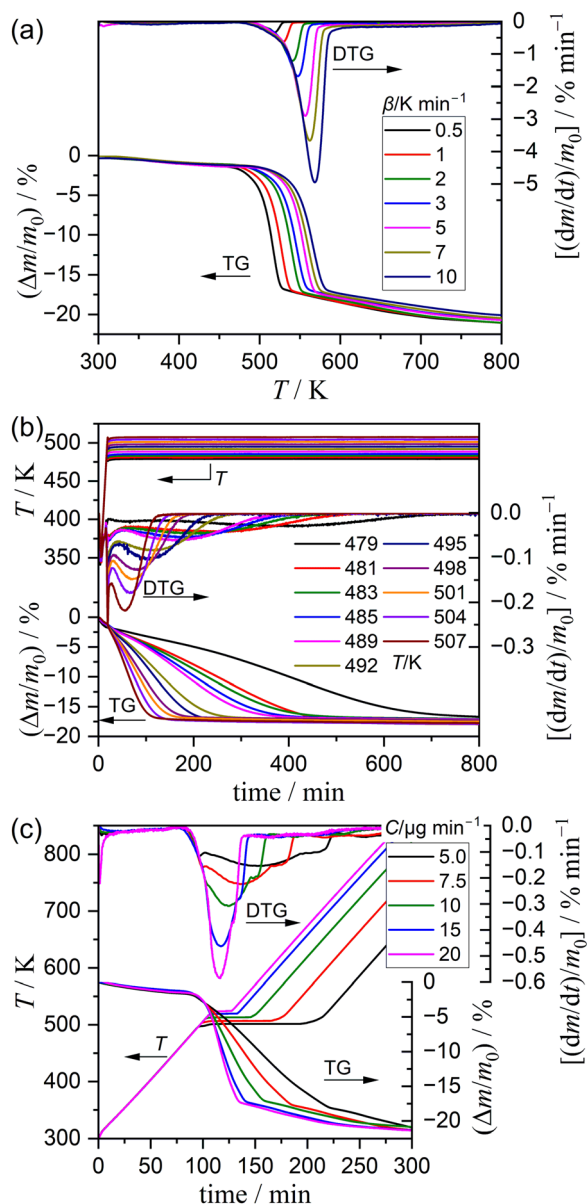 (a)
0
−1
−2
−3
−4
−5
DTG
[(dm/dt)/m0] / % min−1
β/K min−1
0.5
1
2
3
5
7
10
0
−5
−10
−15
−20
(Δm/m0) / %
TG
300 400 500 600 700 800
T / K
(b)
500
450
400
350
T / K
T
0.0
−0.1
−0.2
−0.3
[(dm/dt)/m0] / % min−1
DTG
479 495
481 498
483 501
485 504
489 507
492 T/K
0
−5
−10
−15
−20
(Δm/m0) / %
TG
0 200 400 600 800
time / min
(c)
C/μg min−1
5.0
7.5
10
15
20
0.0
−0.1
−0.2
−0.3
−0.4
−0.5
−0.6
[(dm/dt)/m0] / % min−1
DTG
800
700
600
500
400
300
T / K
T
0
−5
−10
−15
−20
(Δm/m0) / %
TG
0 50 100 150 200 250 300
time / min